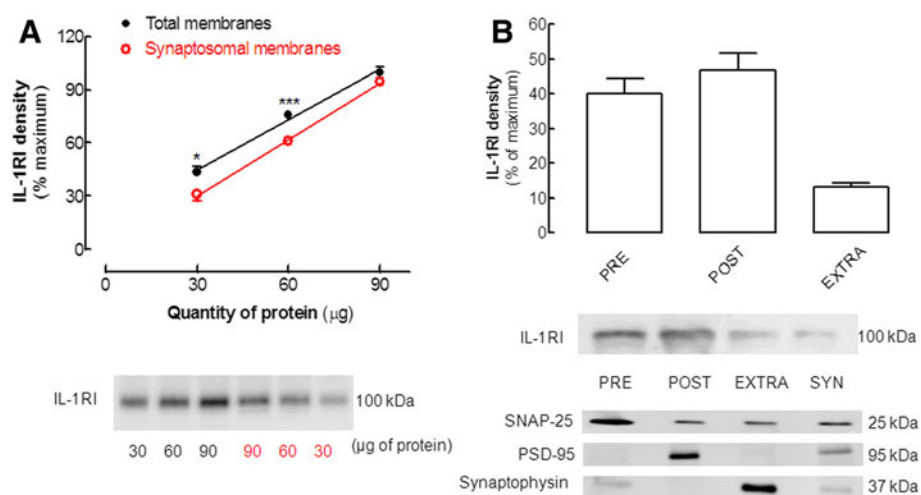 A
Total membranes
Synaptosomal membranes
IL-1RI density
(% maximum)
120
90
60
30
0
*
***
0 30 60 90
Quantity of protein (µg)
IL-1RI
100 kDa
30 60 90 90 60 30 (µg of protein)
B
IL-1RI density
(% of maximum)
60
50
40
30
20
10
0
PRE POST EXTRA
IL-1RI
100 kDa
PRE POST EXTRA SYN
SNAP-25 25 kDa
PSD-95 95 kDa
Synaptophysin 37 kDa